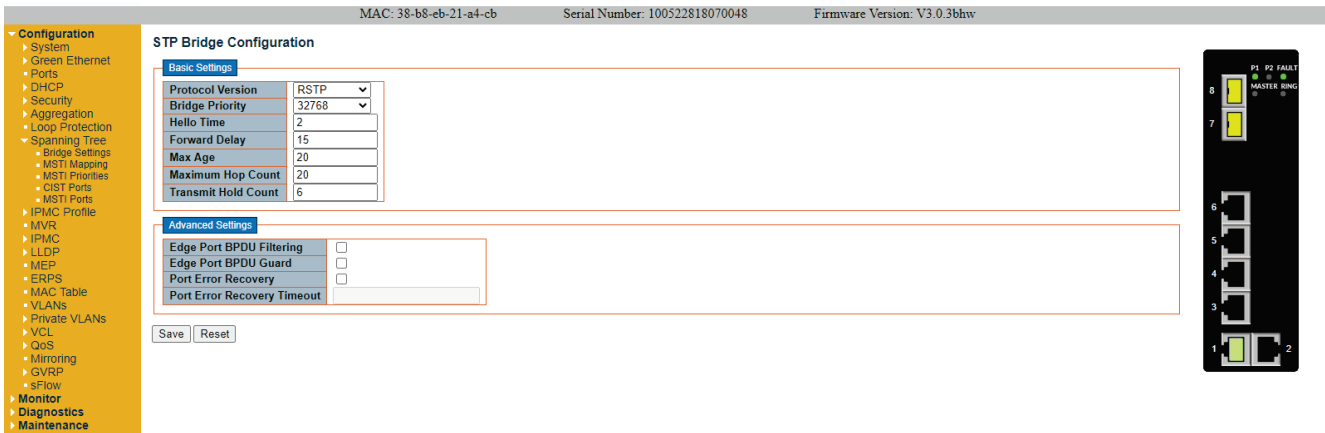 MAC: 38-b8-eb-21-a4-cb Serial Number: 100522818070048 Firmware Version: V3.0.3bhw
Configuration
System
Green Ethernet
Ports
DHCP
Security
Aggregation
Loop Protection
Spanning Tree
Bridge Settings
MSTI Mapping
MSTI Priorities
CIST Ports
MSTI Ports
IPMC Profile
MVR
IPMC
LLDP
MEP
ERPS
MAC Table
VLANs
Private VLANs
VCL
QoS
Mirroring
GVRP
sFlow
Monitor
Diagnostics
Maintenance
STP Bridge Configuration
Basic Settings
Protocol Version RSTP
Bridge Priority 32768
Hello Time 2
Forward Delay 15
Max Age 20
Maximum Hop Count 20
Transmit Hold Count 6
Advanced Settings
Edge Port BPDU Filtering
Edge Port BPDU Guard
Port Error Recovery
Port Error Recovery Timeout
Save Reset
P1 P2 FAULT
MASTER RING
8
7
6
5
4
3
1 2